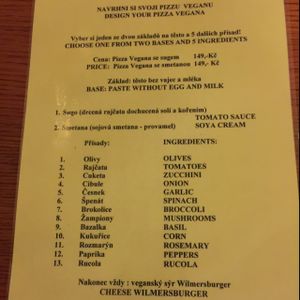 NAVRHNI SI SVOJI PIZZU VEGANU
DESIGN YOUR PIZZA VEGANA
Vyber si jeden ze dvou základů na těsto a 5 dalších přísad!
CHOOSE ONE FROM TWO BASES AND 5 INGREDIENTS
Cena: Pizza Vegana se sugem 149,-Kč
PRICE: Pizza Vegana se smetanou 149,- Kč
Základ: těsto bez vajec a mléka
BASE: PASTE WITHOUT EGG AND MILK
1. Sugo (drcená rajčata dochucená solí a kořením)
TOMATO SAUCE
2. Smetana (sojová smetana - provamel) SOYA CREAM
Přísady: INGREDIENTS:
1. Olivy OLIVES
2. Rajčata TOMATOES
3. Cuketa ZUCCHINI
4. Cibule ONION
5. Česnek GARLIC
6. Špenát SPINACH
7. Brokolice BROCCOLI
8. Žampiony MUSHROOMS
9. Bazalka BASIL
10. Kukuřice CORN
11. Rozmarýn ROSEMARY
12. Paprika PEPPERS
13. Rucola RUCOLA
Nakonec vždy : veganský sýr Wilmersburger
CHEESE WILMERSBURGER